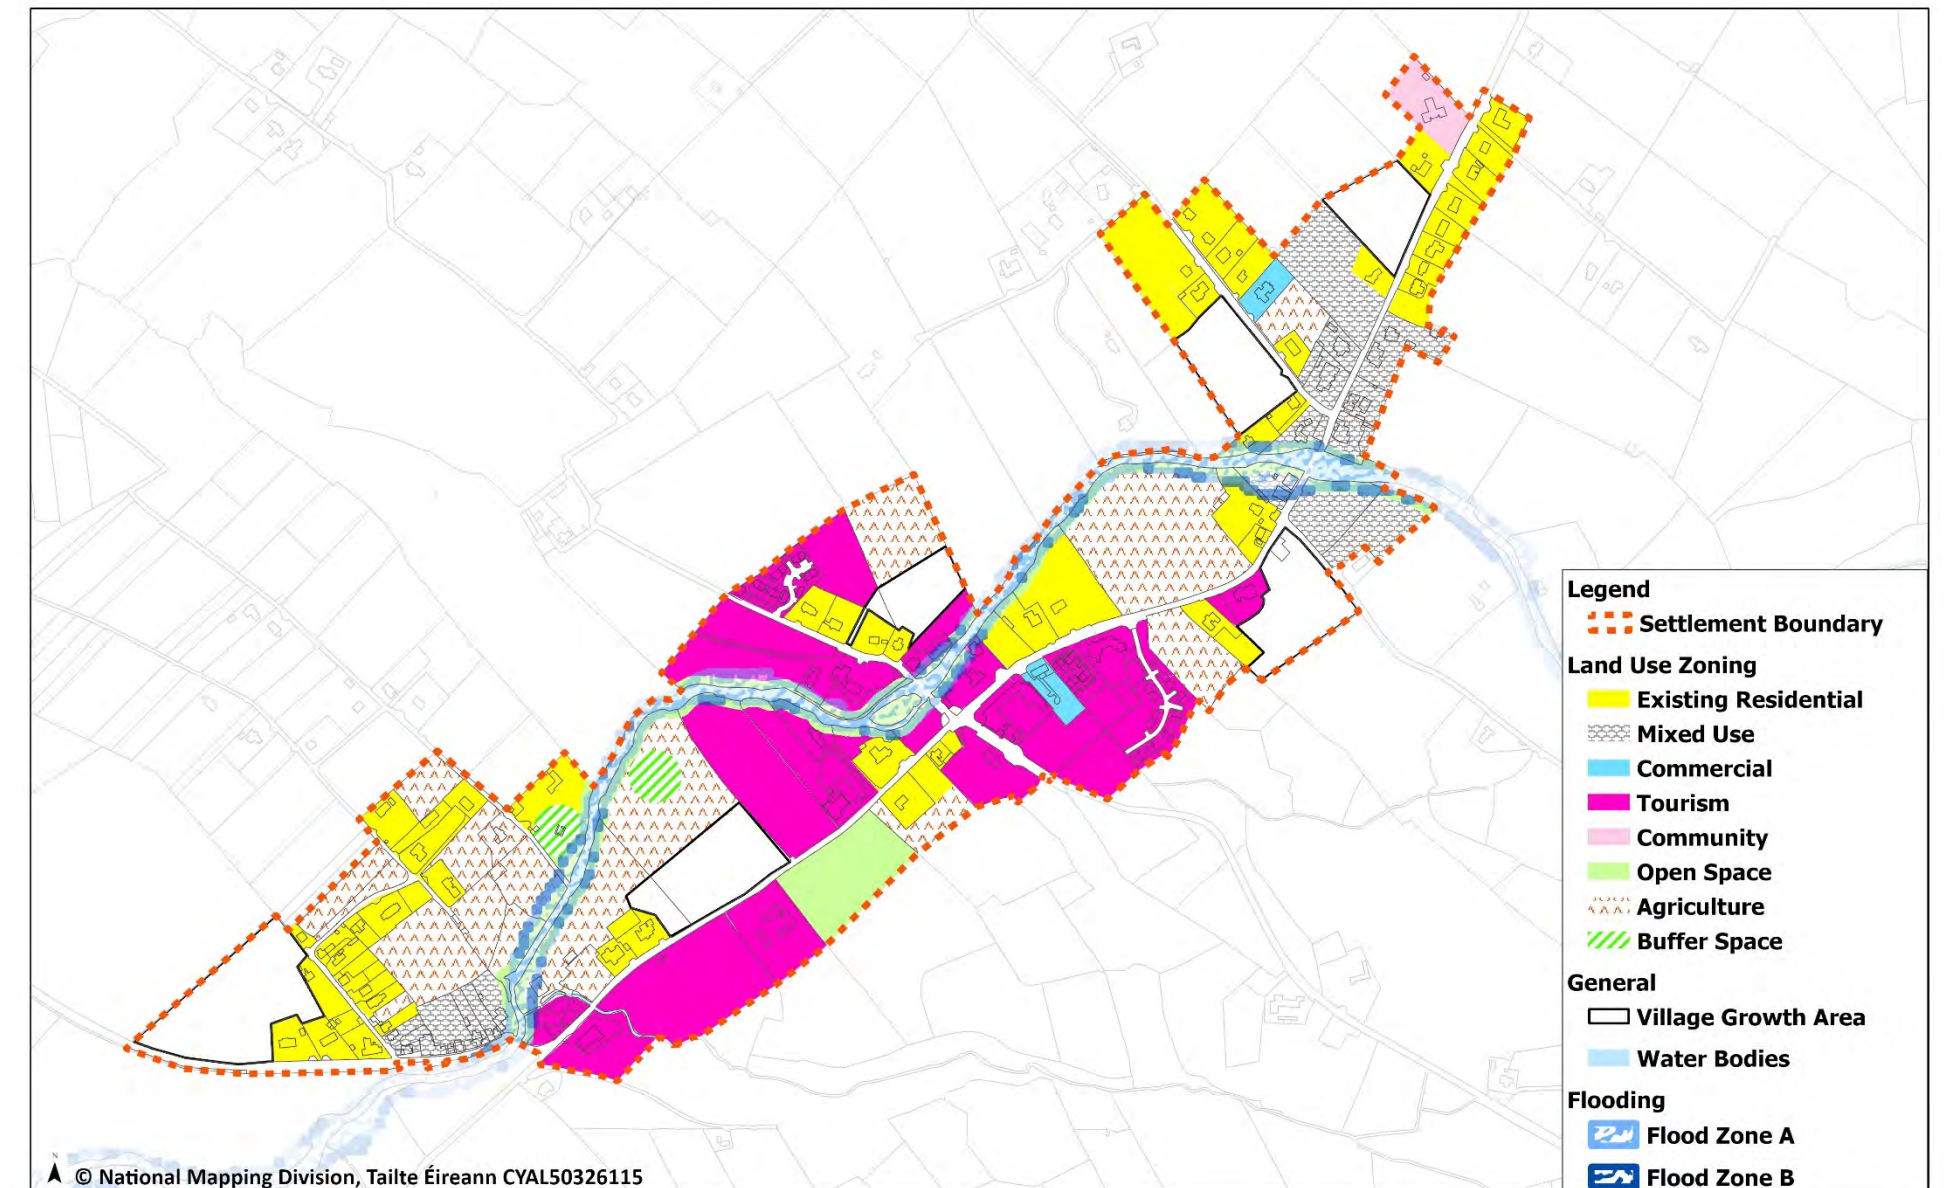 Legend
Settlement Boundary
Land Use Zoning
Existing Residential
Mixed Use
Commercial
Tourism
Community
Open Space
Agriculture
Buffer Space
General
Village Growth Area
Water Bodies
Flooding
Flood Zone A
Flood Zone B
N
© National Mapping Division, Tailte Éireann CYAL50326115